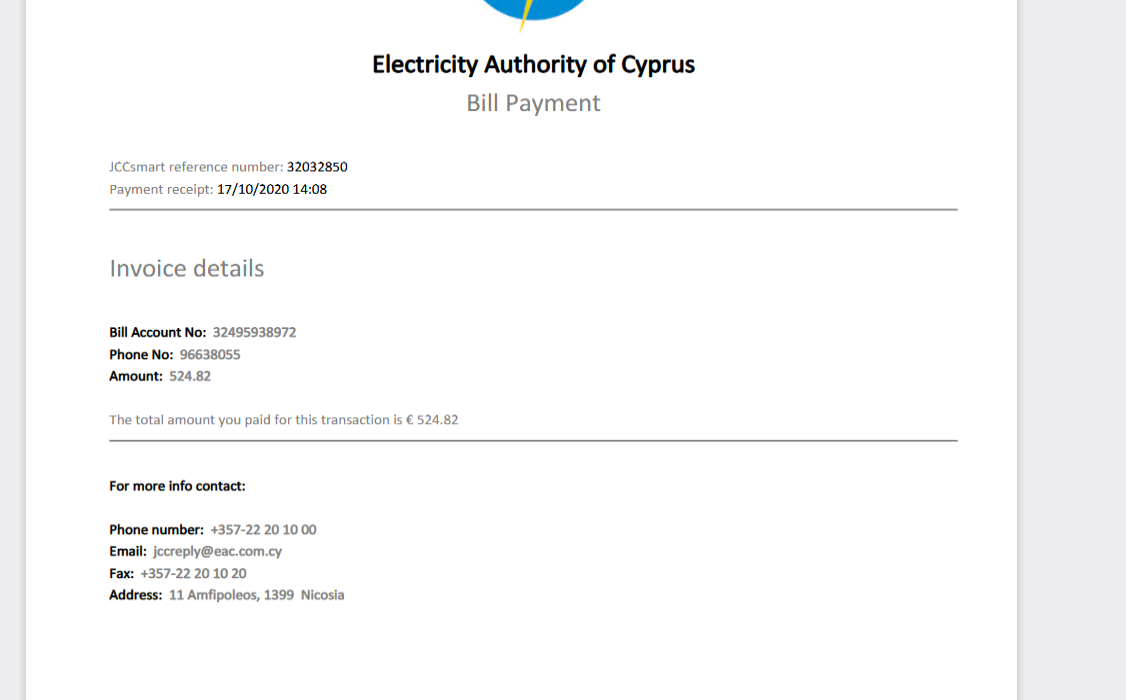 Electricity Authority of Cyprus
Bill Payment
JCCsmart reference number: 32032850
Payment receipt: 17/10/2020 14:08
Invoice details
Bill Account No: 32495938972
Phone No: 96638055
Amount: 524.82
The total amount you paid for this transaction is € 524.82
For more info contact:
Phone number: +357-22 20 10 00
Email: jccreply@eac.com.cy
Fax: +357-22 20 10 20
Address: 11 Amfipoleos, 1399 Nicosia